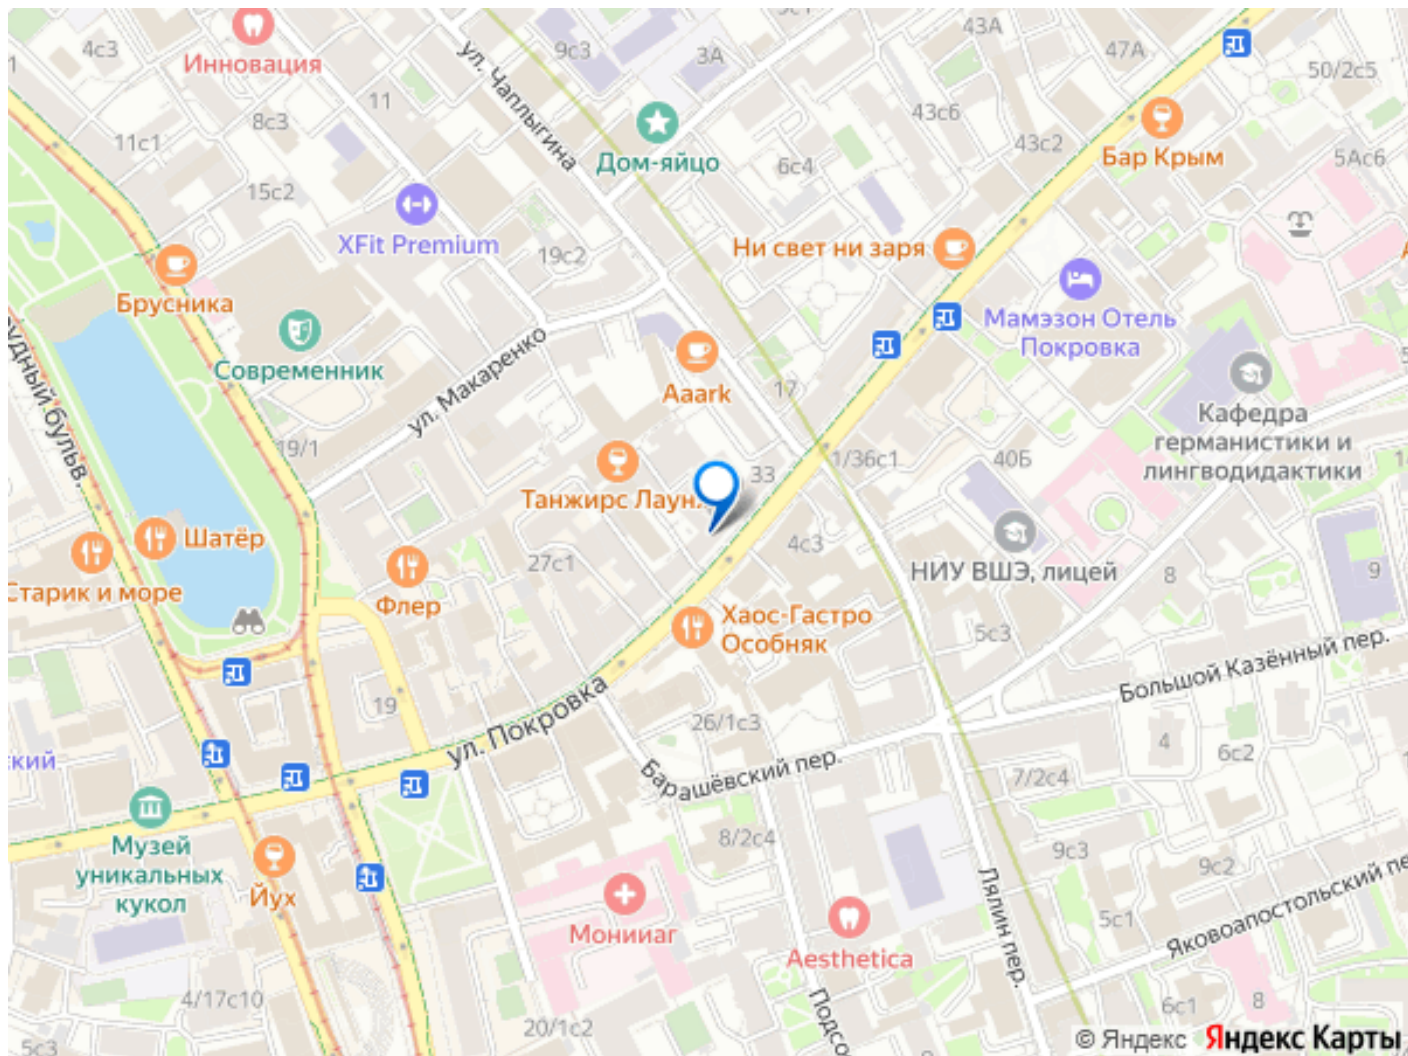 4с3
Инновация
9с3
3А
ул. Чаплыгина
43А
47А
50/2с5
11
8с3
11с1
Дом-яйцо
43с6
43с2
6с4
Бар Крым
5Ас6
15с2
XFit Premium
19с2
Ни свет ни заря
Брусника
Современник
ул. Макаренко
Aaark
17
Мамэзон Отель
Покровка
Кафедра
германистики и
лингводидактики
19/1
33
1/36с1
40Б
Танжирс Лаун
Шатёр
Старик и море
Флер
27с1
4с3
НИУ ВШЭ, лицей
8
9
Хаос-Гастро
Особняк
5с3
Большой Казённый пер.
19
ул. Покровка
26/1с3
Барашёвский пер.
4
6с2
7/2с4
Музей
уникальных
кукол
Йух
8/2с4
9с3
9с2
Монииаг
Aesthetica
Лялин пер.
5с1
Яковоапостольский пе
4/17с10
20/1с2
Подсо
6с1
8
5с3
© Яндекс Яндекс Карты